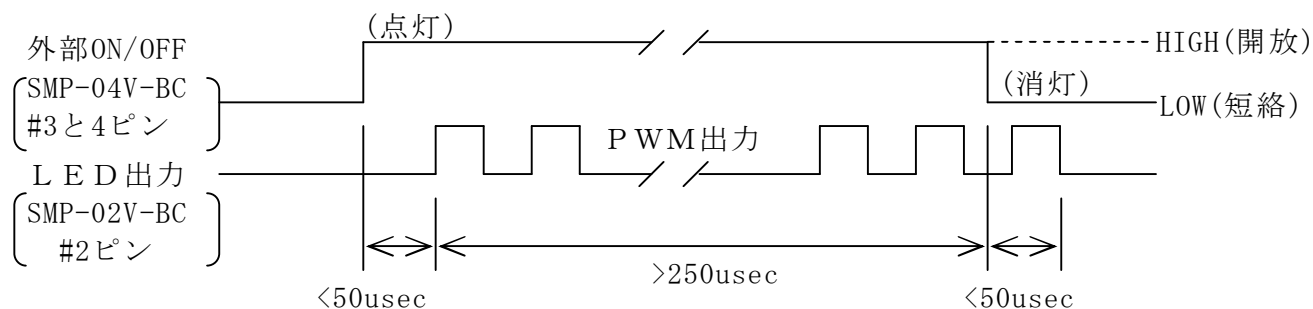 (点灯)
外部ON/OFF
SMP-04V-BC
#3と4ピン
HIGH(開放)
(消灯)
LOW(短絡)
PWM出力
LED出力
SMP-02V-BC
#2ピン
<50usec
>250usec
<50usec